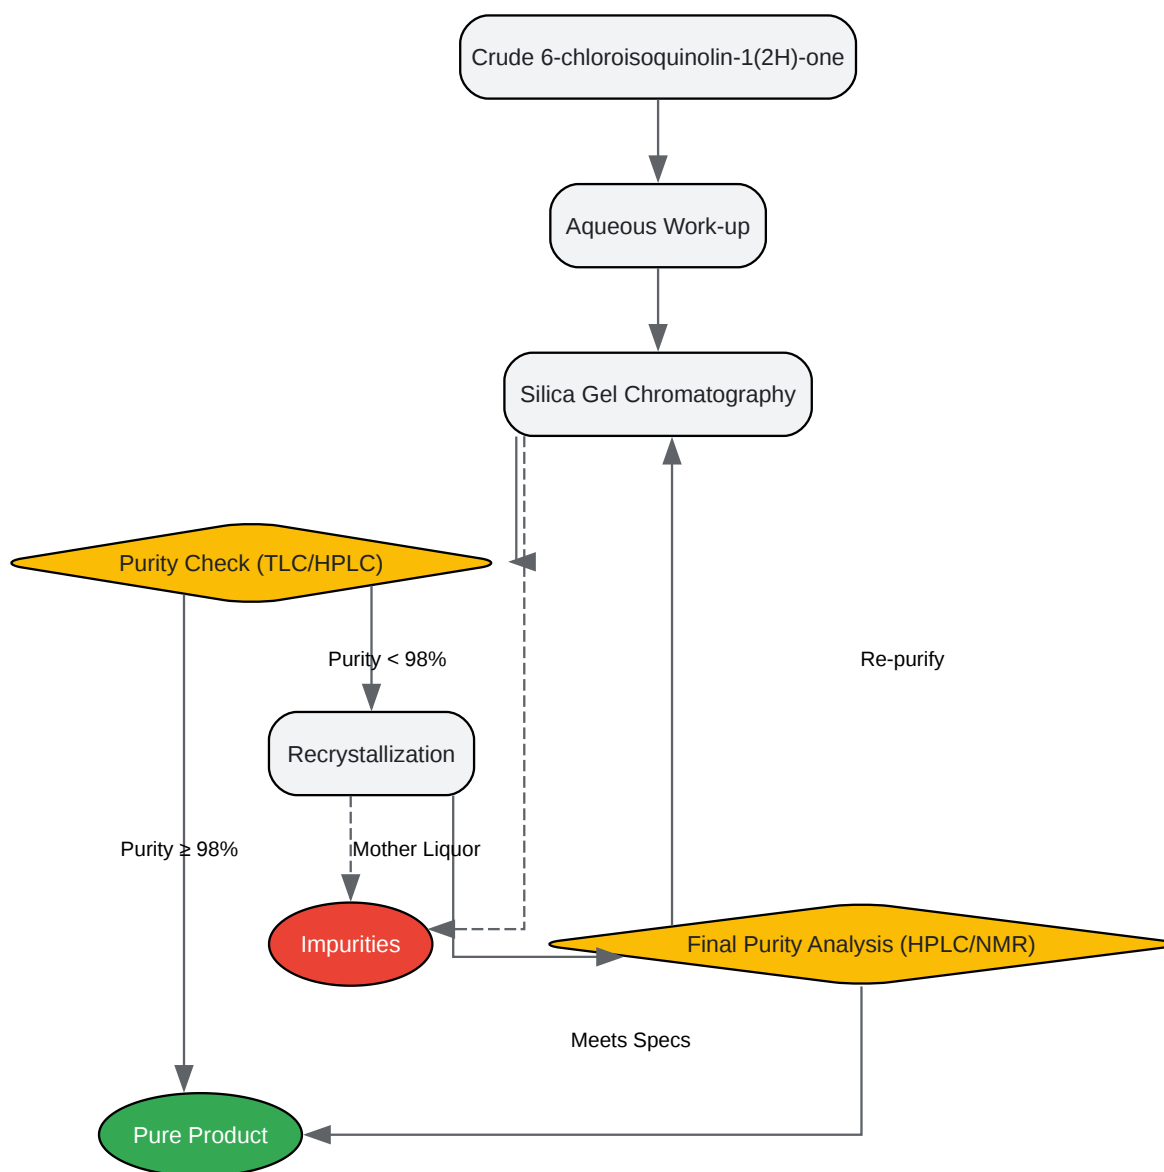 Crude 6-chloroisoquinolin-1(2H)-one
Aqueous Work-up
Silica Gel Chromatography
Purity Check (TLC/HPLC)
Purity < 98%
Re-purify
Recrystallization
Purity ≥ 98%
Mother Liquor
Impurities
Final Purity Analysis (HPLC/NMR)
Meets Specs
Pure Product